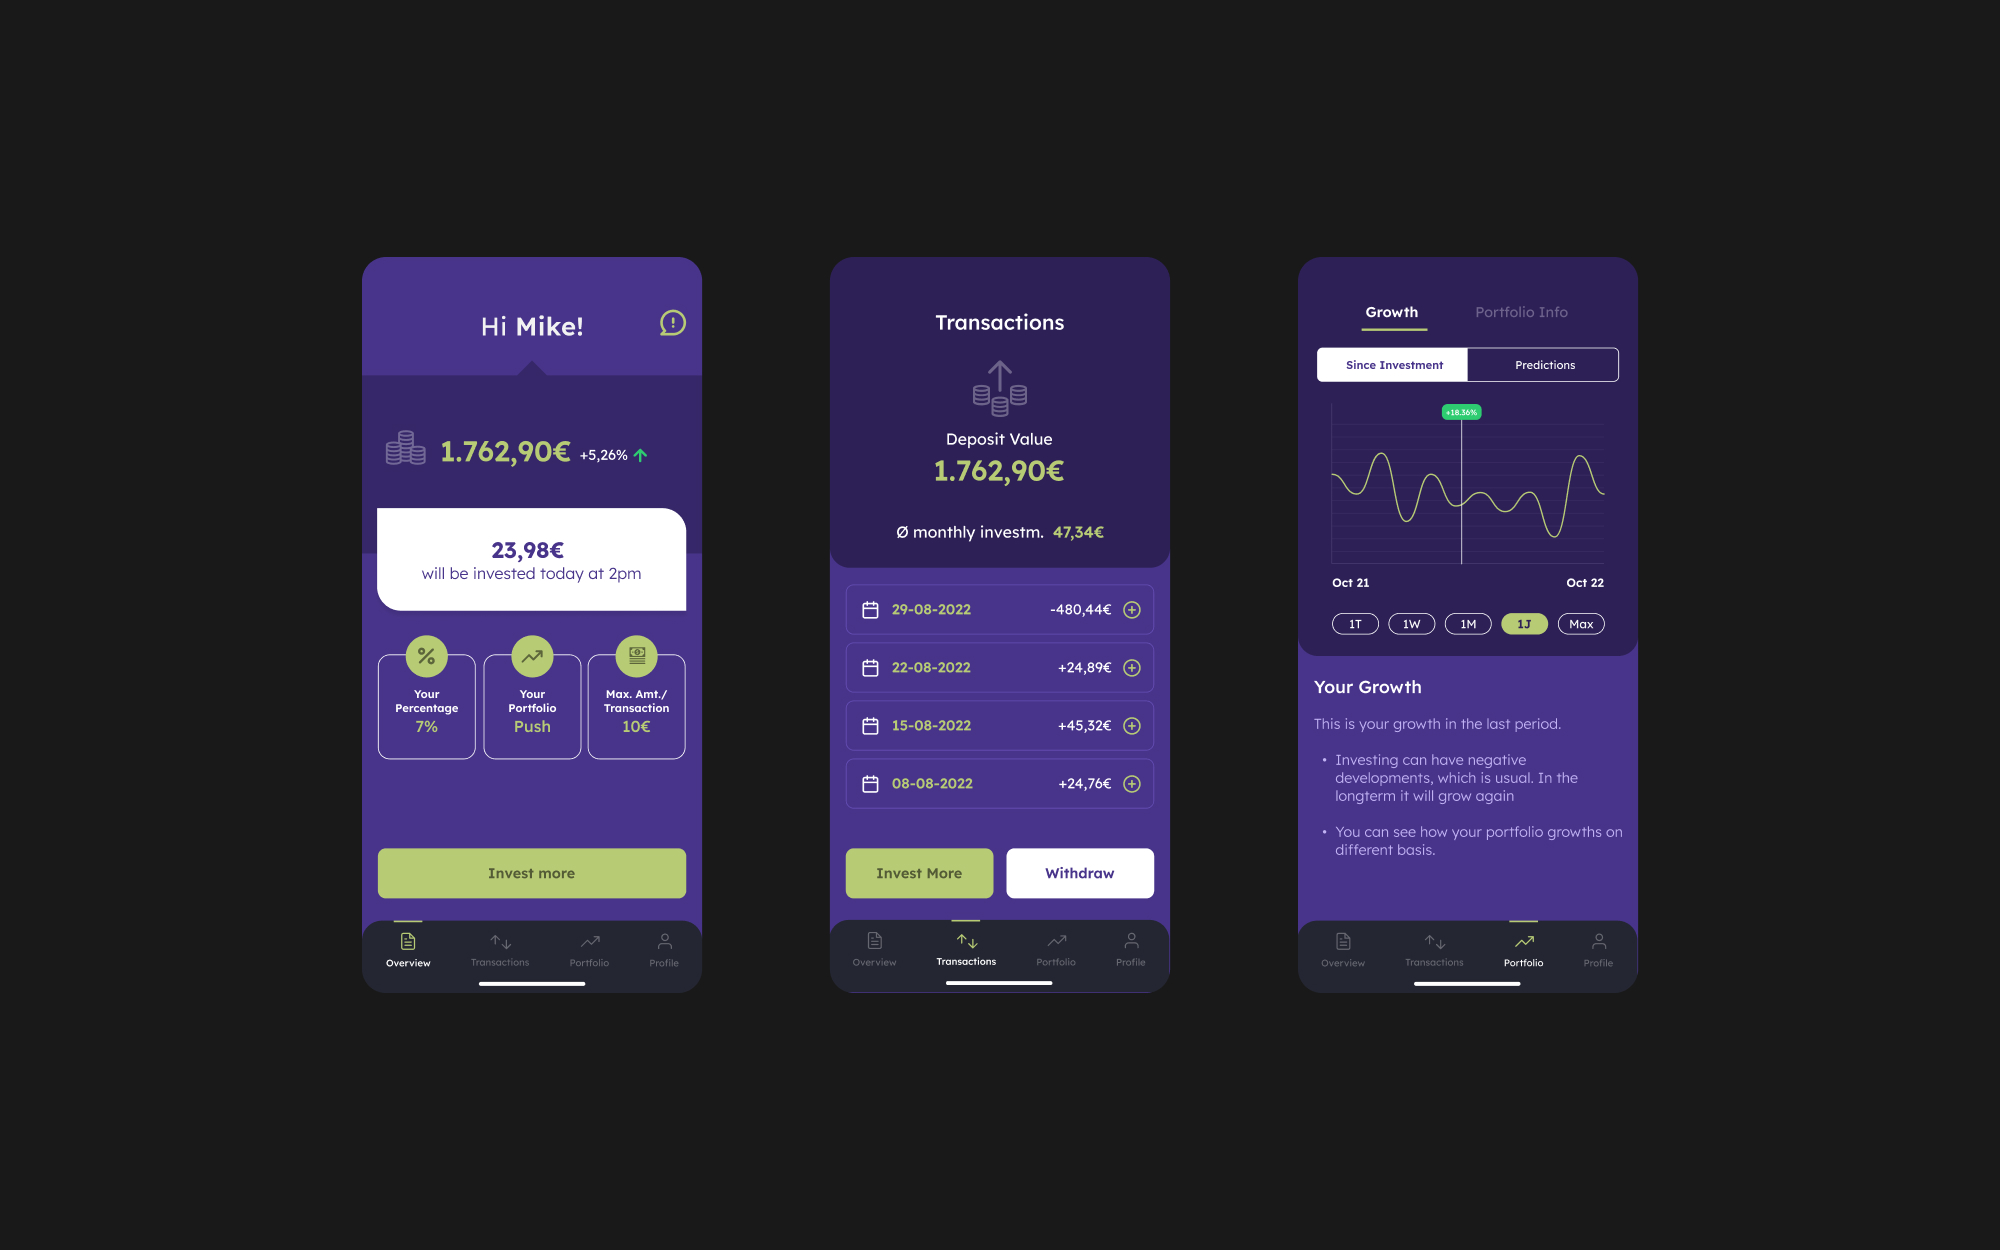 Hi Mike!
1.762,90€ +5,26%
23,98€
will be invested today at 2pm
Your
Percentage
7%
Your
Portfolio
Push
Max. Amt./
Transaction
10€
Invest more
Overview
Transactions
Portfolio
Profile
Transactions
Deposit Value
1.762,90€
Ø monthly investm. 47,34€
29-08-2022 -480,44€
22-08-2022 +24,89€
15-08-2022 +45,32€
08-08-2022 +24,76€
Invest More
Withdraw
Overview
Transactions
Portfolio
Profile
Growth
Portfolio Info
Since Investment
Predictions
+18.36%
Oct 21
Oct 22
1T
1W
1M
1J
Max
Your Growth
This is your growth in the last period.
• Investing can have negative
developments, which is usual. In the
longterm it will grow again
• You can see how your portfolio growths on
different basis.
Overview
Transactions
Portfolio
Profile